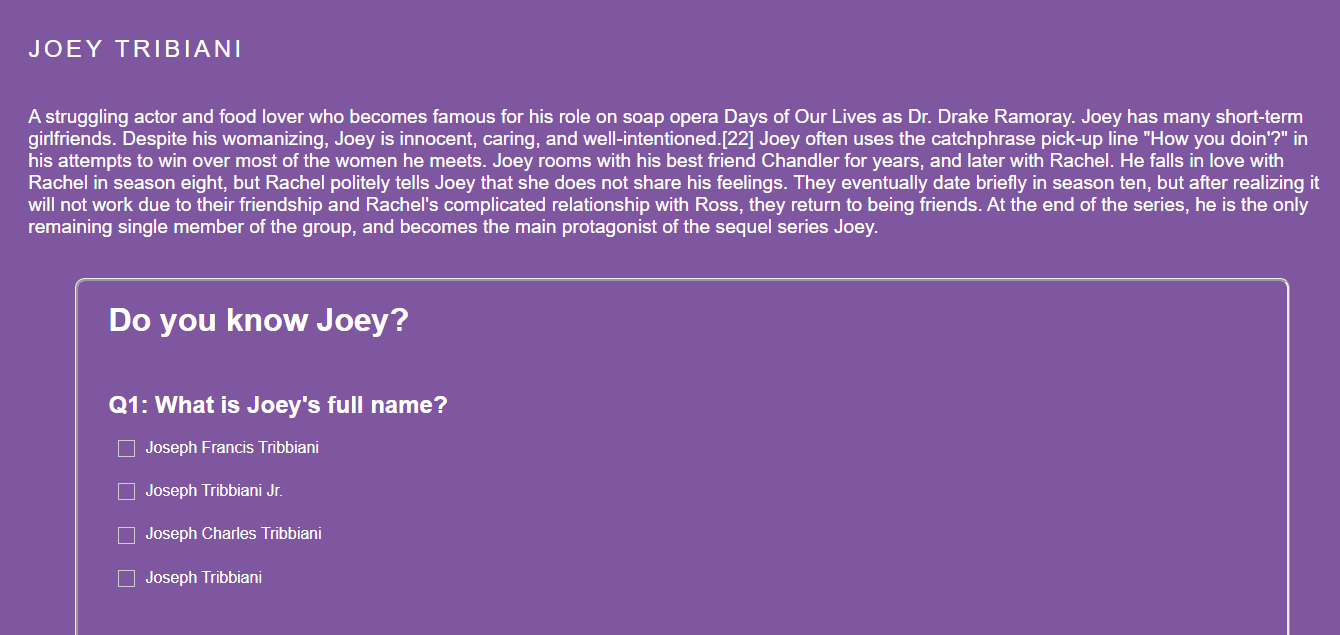 JOEY TRIBIANI
A struggling actor and food lover who becomes famous for his role on soap opera Days of Our Lives as Dr. Drake Ramoray. Joey has many short-term
girlfriends. Despite his womanizing, Joey is innocent, caring, and well-intentioned.[22] Joey often uses the catchphrase pick-up line "How you doin'?" in
his attempts to win over most of the women he meets. Joey rooms with his best friend Chandler for years, and later with Rachel. He falls in love with
Rachel in season eight, but Rachel politely tells Joey that she does not share his feelings. They eventually date briefly in season ten, but after realizing it
will not work due to their friendship and Rachel's complicated relationship with Ross, they return to being friends. At the end of the series, he is the only
remaining single member of the group, and becomes the main protagonist of the sequel series Joey.
Do you know Joey?
Q1: What is Joey's full name?
Joseph Francis Tribbiani
Joseph Tribbiani Jr.
Joseph Charles Tribbiani
Joseph Tribbiani